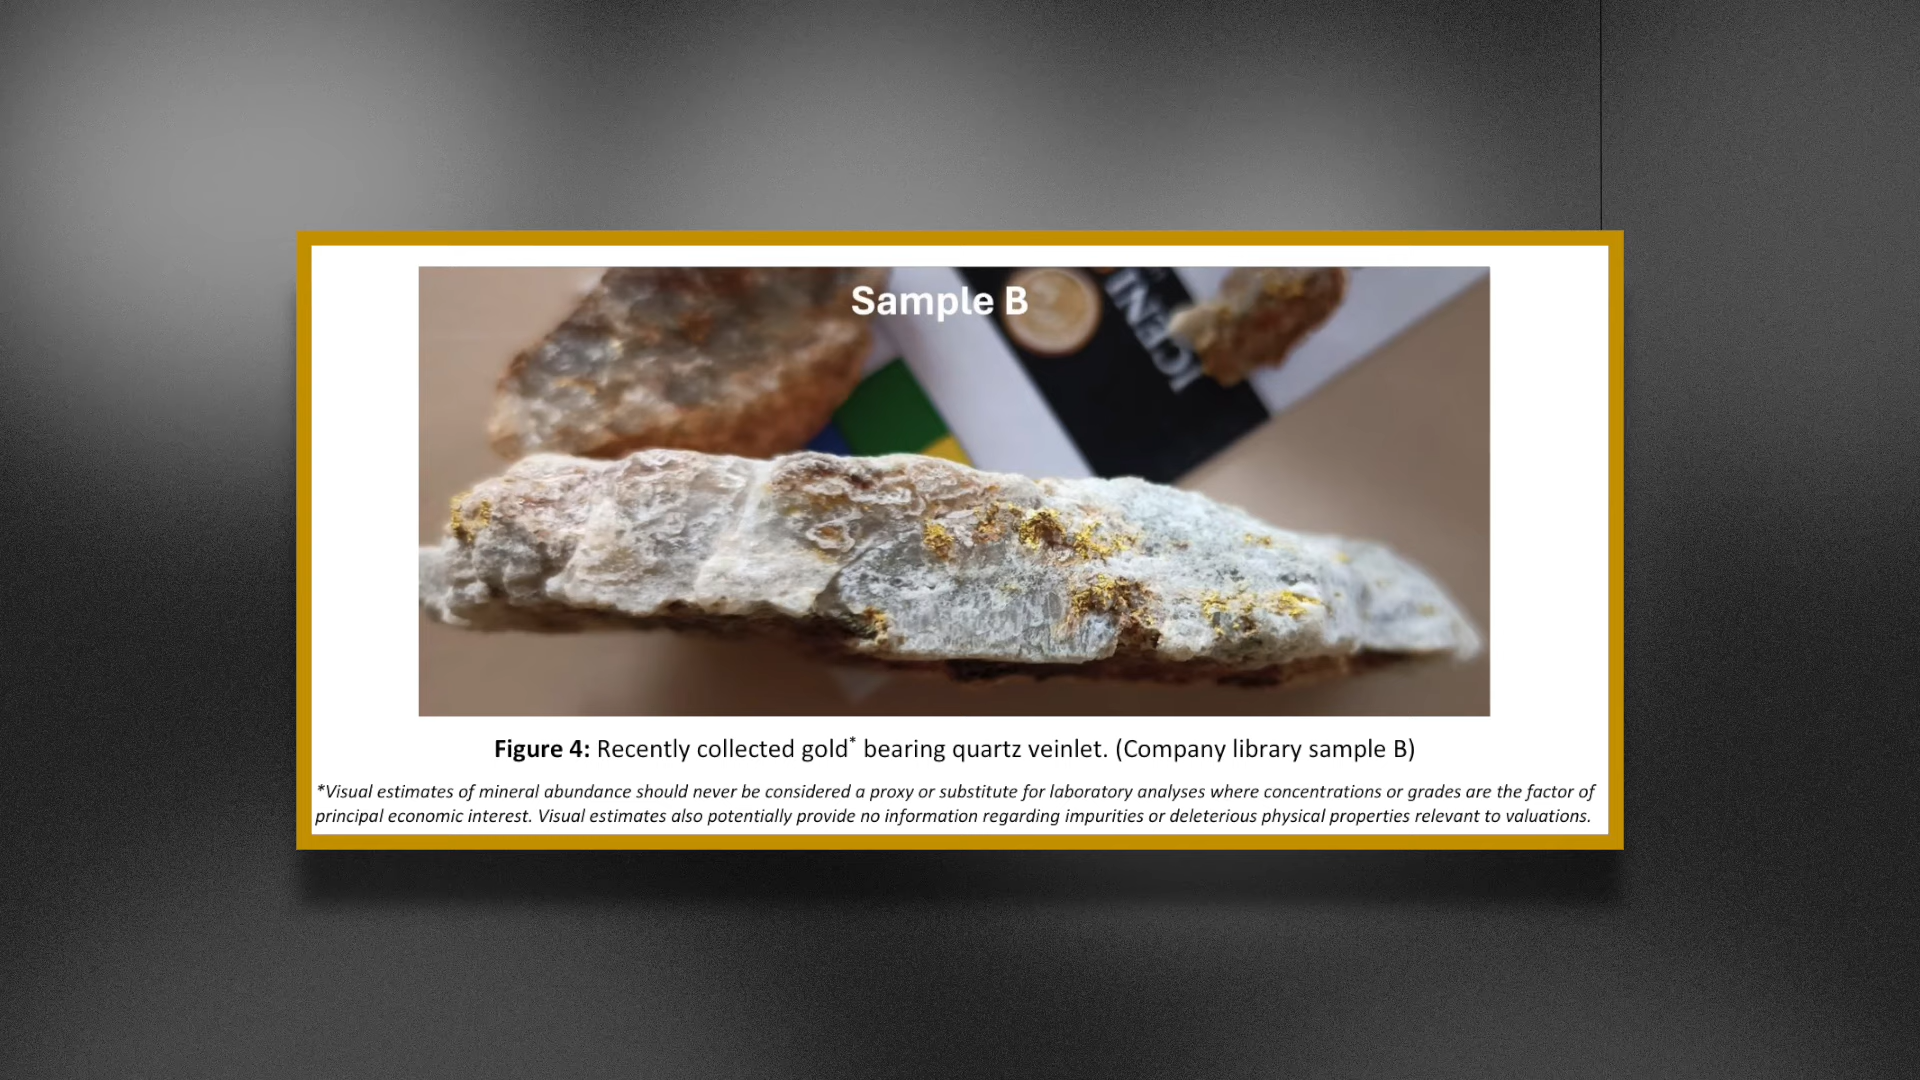 Sample B
ICENI
Figure 4: Recently collected gold* bearing quartz veinlet. (Company library sample B)
*Visual estimates of mineral abundance should never be considered a proxy or substitute for laboratory analyses where concentrations or grades are the factor of
principal economic interest. Visual estimates also potentially provide no information regarding impurities or deleterious physical properties relevant to valuations.